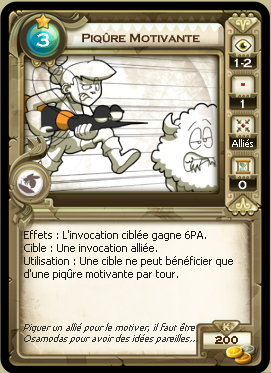 3
PIQÛRE MOTIVANTE
1-2
1
Alliés
0
Effets : L'invocation ciblée gagne 6PA.
Cible : Une invocation alliée.
Utilisation : Une cible ne peut bénéficier que
d'une piqûre motivante par tour.
Piquer un allié pour le motiver, il faut être
Osamodas pour avoir des idées pareilles...
K
200